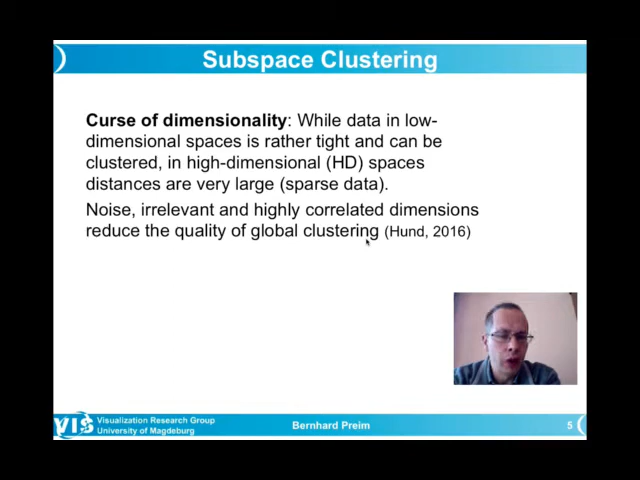 Subspace Clustering
Curse of dimensionality: While data in low-
dimensional spaces is rather tight and can be
clustered, in high-dimensional (HD) spaces
distances are very large (sparse data).
Noise, irrelevant and highly correlated dimensions
reduce the quality of global clustering (Hund, 2016)
VIS
Visualization Research Group
University of Magdeburg
Bernhard Preim
5